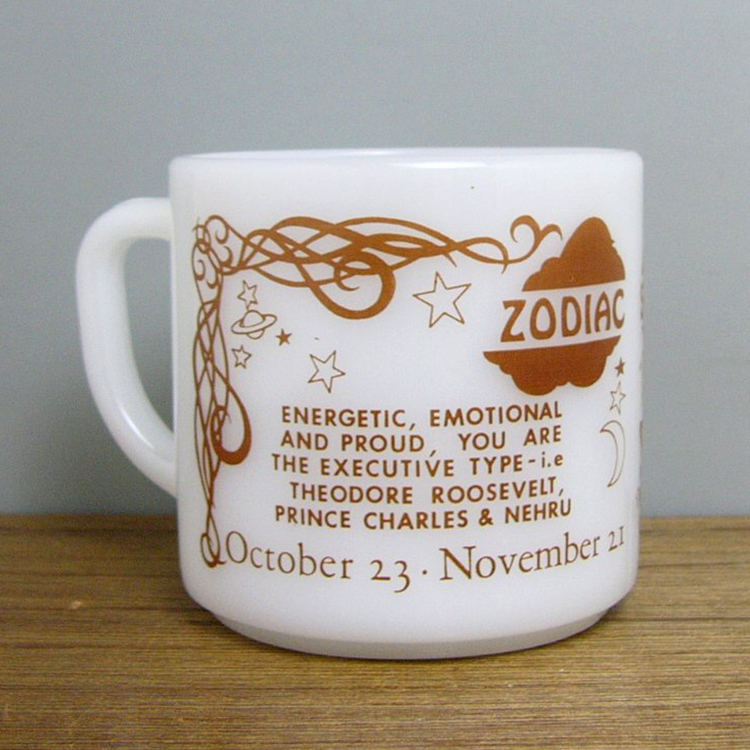 ZODIAC
ENERGETIC, EMOTIONAL
AND PROUD, YOU ARE
THE EXECUTIVE TYPE - i.e
THEODORE ROOSEVELT,
PRINCE CHARLES & NEHRU
October 23 · November 21